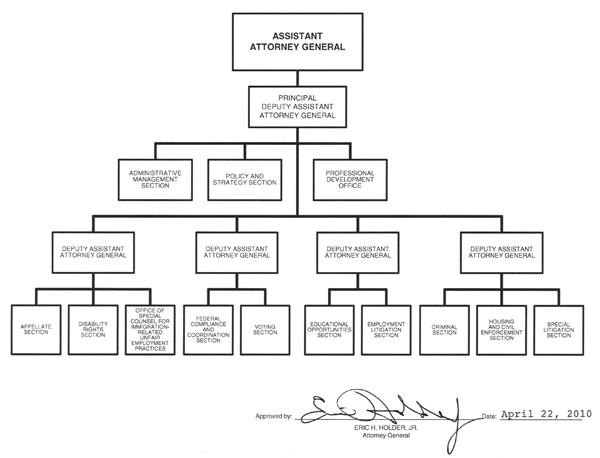 ASSISTANT
ATTORNEY GENERAL
PRINCIPAL
DEPUTY ASSISTANT
ATTORNEY GENERAL
ADMINISTRATIVE
MANAGEMENT
SECTION
POLICY AND
STRATEGY SECTION
PROFESSIONAL
DEVELOPMENT
OFFICE
DEPUTY ASSISTANT
ATTORNEY GENERAL
DEPUTY ASSISTANT
ATTORNEY GENERAL
DEPUTY ASSISTANT
ATTORNEY GENERAL
DEPUTY ASSISTANT
ATTORNEY GENERAL
APPELLATE
SECTION
DISABILITY
RIGHTS
SECTION
OFFICE OF
SPECIAL
COUNSEL FOR
IMMIGRATION-
RELATED
UNFAIR
EMPLOYMENT
PRACTICES
FEDERAL
COMPLIANCE
AND
COORDINATION
SECTION
VOTING
SECTION
EDUCATIONAL
OPPORTUNITIES
SECTION
EMPLOYMENT
LITIGATION
SECTION
CRIMINAL
SECTION
HOUSING
AND CIVIL
ENFORCEMENT
SECTION
SPECIAL
LITIGATION
SECTION
Approved by: Date: April 22, 2010
ERIC H. HOLDER, JR.
Attorney General